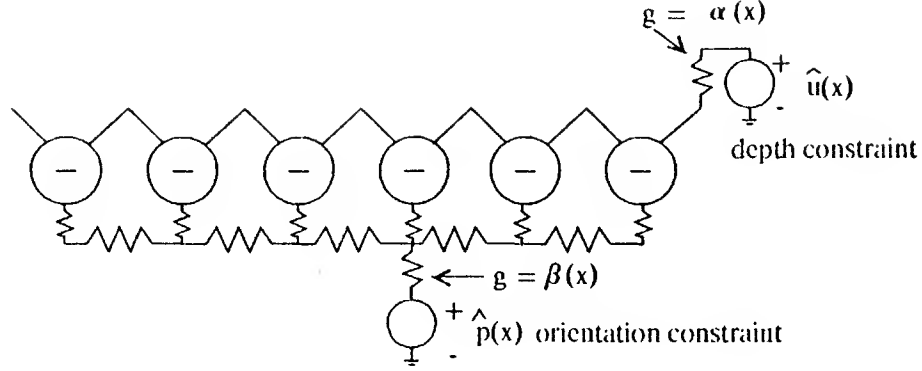 g = α(x)
+
û(x)
-
depth constraint
− − − − − −
g = β(x)
+
p̂(x) orientation constraint
-